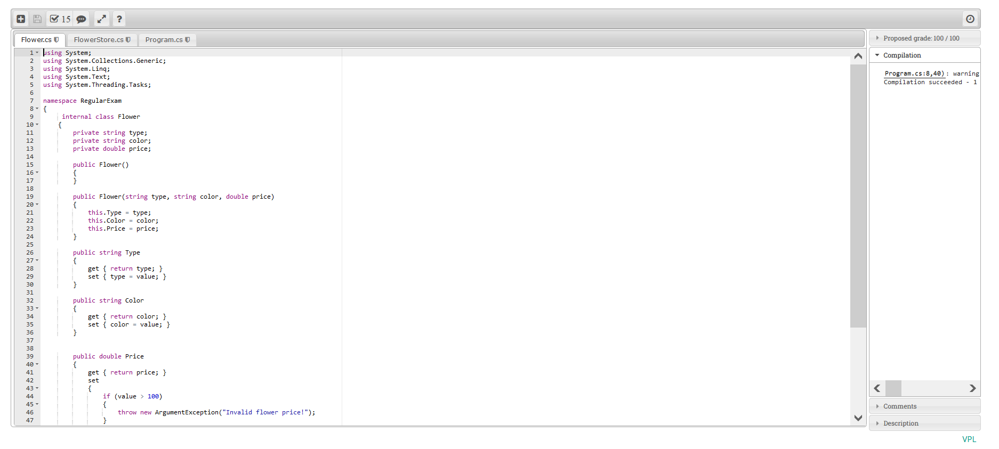 15
?
Flower.cs
FlowerStore.cs
Program.cs
1 using System;
2 using System.Collections.Generic;
3 using System.Linq;
4 using System.Text;
5 using System.Threading.Tasks;
6
7 namespace RegularExam
8 {
9 internal class Flower
10 {
11 private string type;
12 private string color;
13 private double price;
14
15 public Flower()
16 {
17 }
18
19 public Flower(string type, string color, double price)
20 {
21 this.Type = type;
22 this.Color = color;
23 this.Price = price;
24 }
25
26 public string Type
27 {
28 get { return type; }
29 set { type = value; }
30 }
31
32 public string Color
33 {
34 get { return color; }
35 set { color = value; }
36 }
37
38
39 public double Price
40 {
41 get { return price; }
42 set
43 {
44 if (value > 100)
45 {
46 throw new ArgumentException("Invalid flower price!");
47 }
Proposed grade: 100 / 100
Compilation
Program.cs:8,40): warning
Compilation succeeded - 1
Comments
Description
VPL